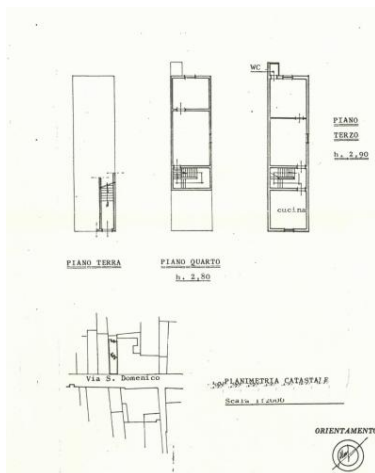 WC
PIANO
TERZO
h. 2,90
cucina
PIANO TERRA
PIANO QUARTO
h. 2,80
Via S. Domenico
PLANIMETRIA CATASTALE
Scala 1:2000
ORIENTAMENTO